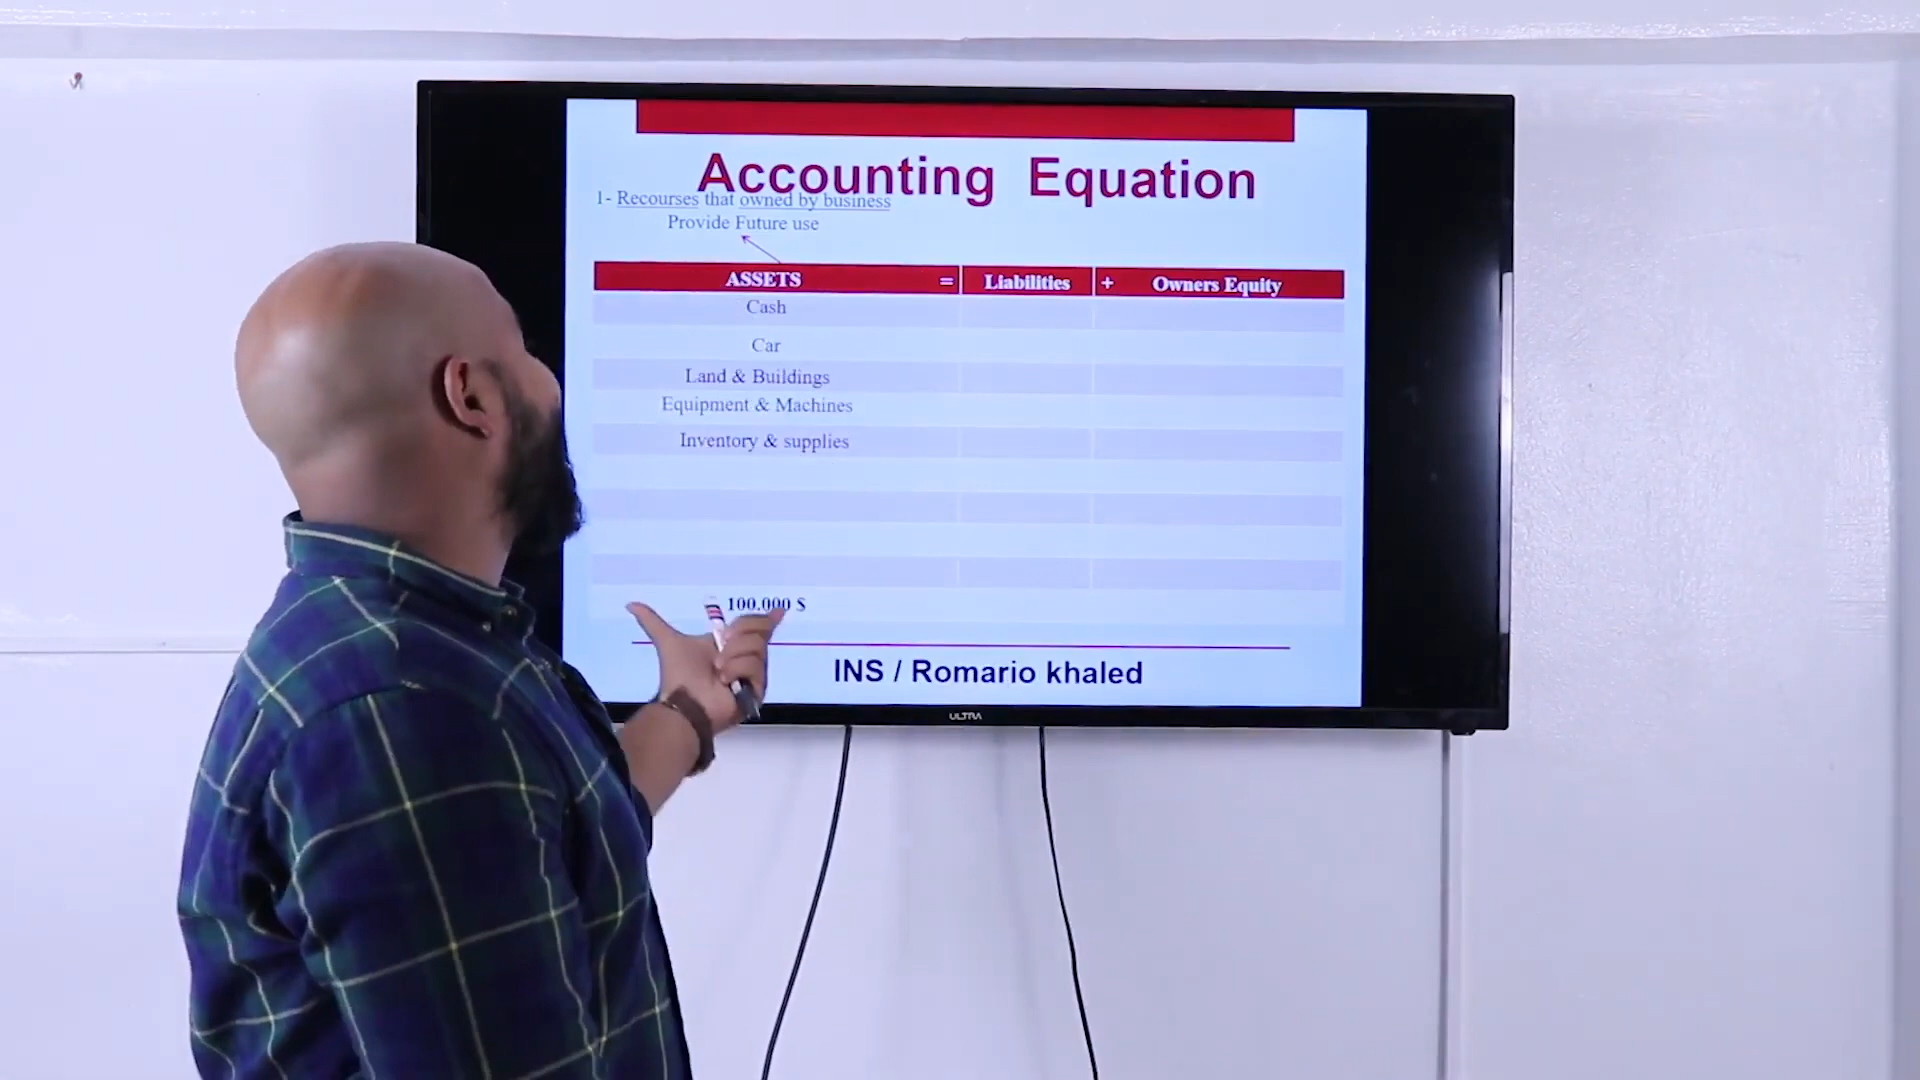 Accounting Equation
1- Recourses that owned by business
Provide Future use
ASSETS = Liabilities + Owners Equity
Cash
Car
Land & Buildings
Equipment & Machines
Inventory & supplies
100.000 $
INS / Romario khaled
ULTRA